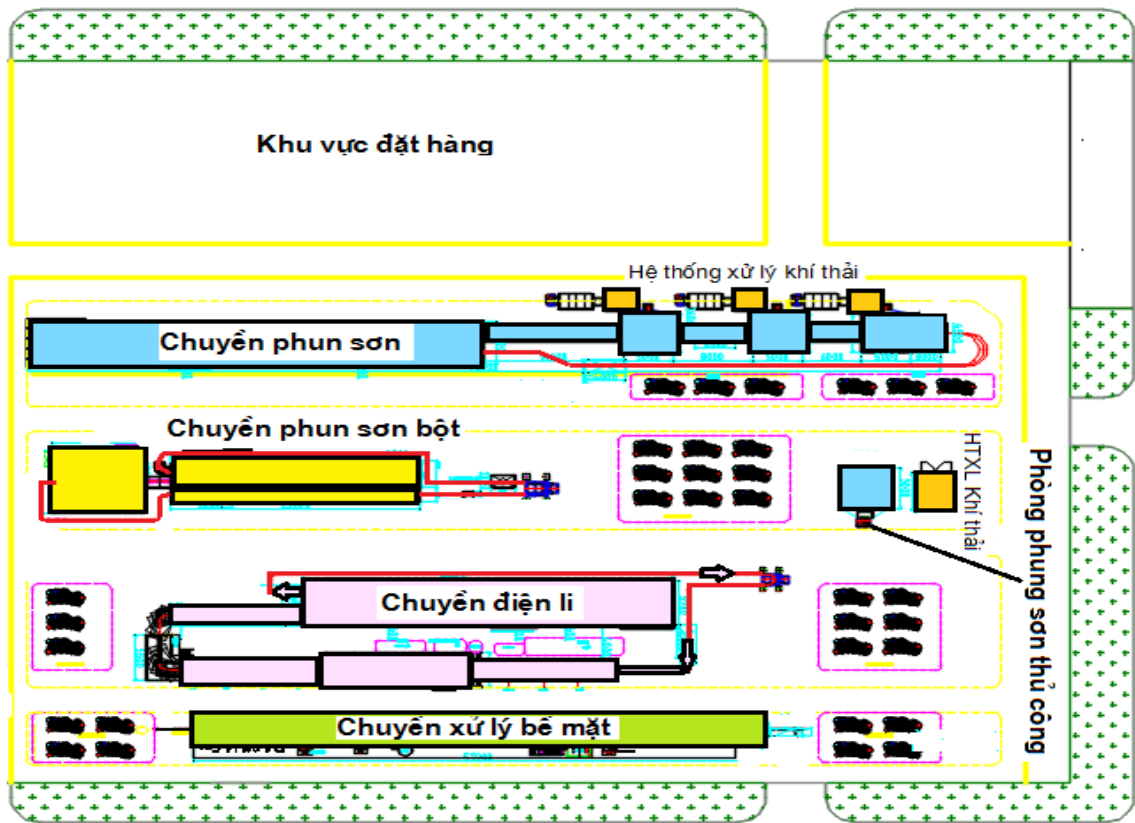 Khu vực đặt hàng
Hệ thống xử lý khí thải
Chuyền phun sơn
Chuyền phun sơn bột
HTXL Khí thải
Phòng phung sơn thủ công
Chuyền điện li
Chuyền xử lý bề mặt